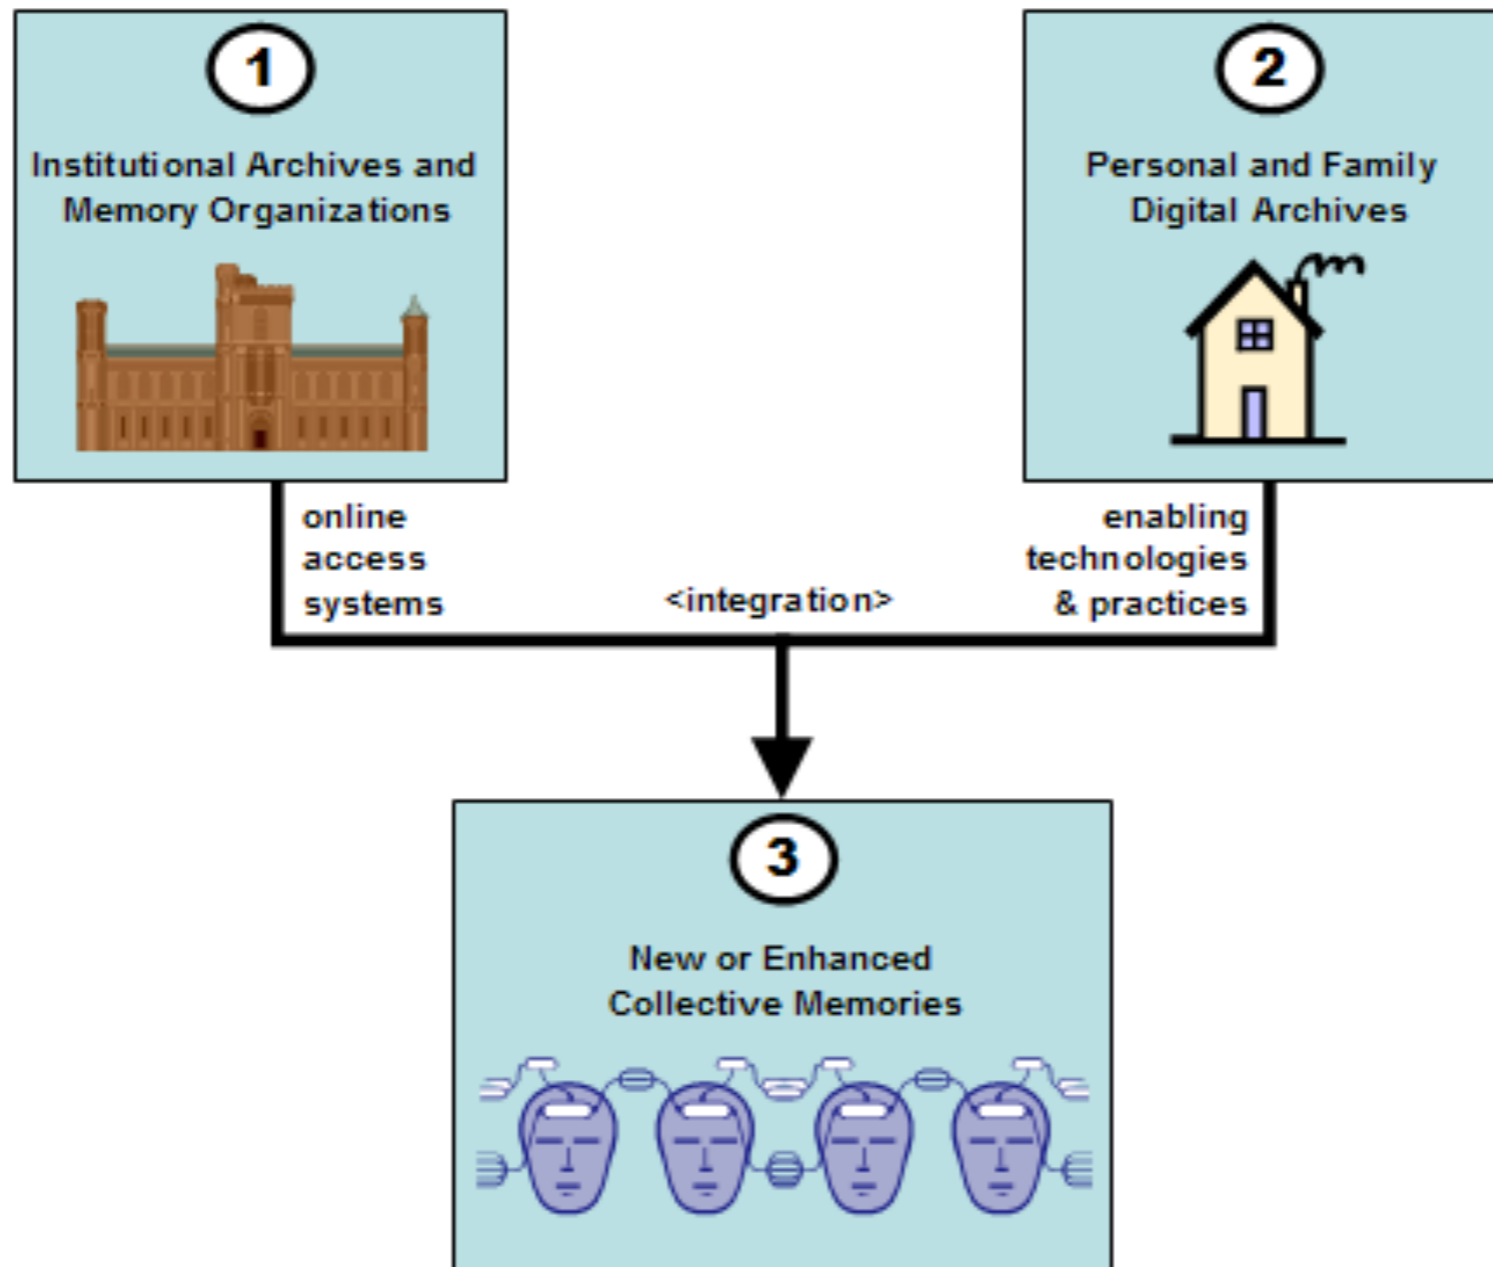 1
Institutional Archives and
Memory Organizations
2
Personal and Family
Digital Archives
online
access
systems
<integration>
enabling
technologies
& practices
3
New or Enhanced
Collective Memories